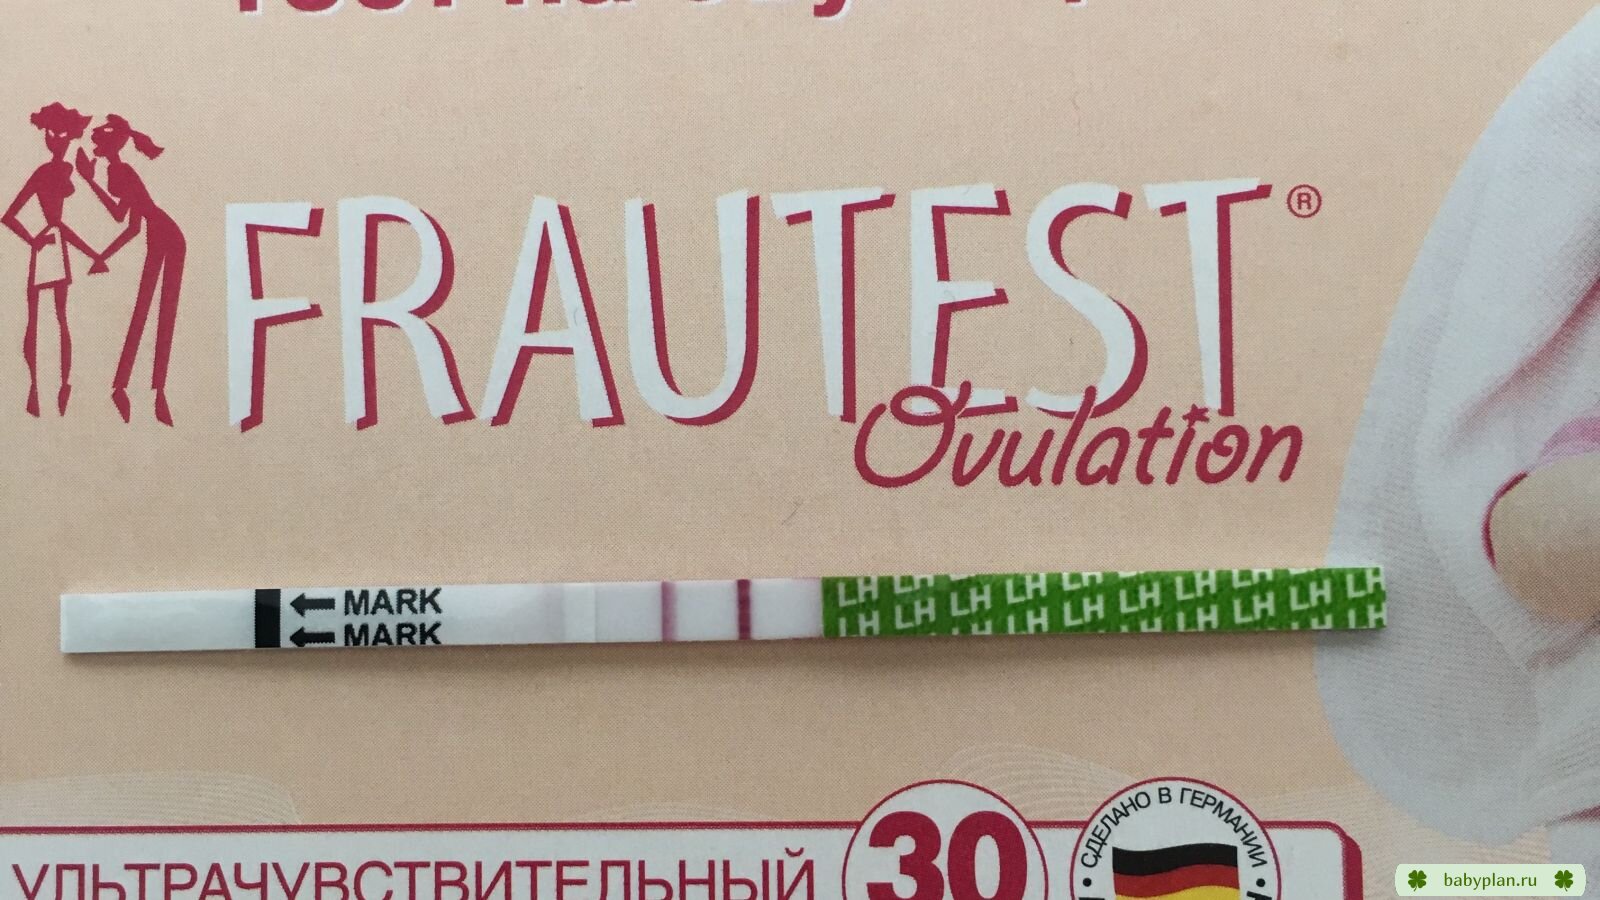 FRAUTEST®
Ovulation
MARK
MARK
LH LH LH LH LH LH LH LH LH LH
УЛЬТРАЧУВСТВИТЕЛЬНЫЙ
30
СДЕЛАНО В ГЕРМАНИИ
babyplan.ru